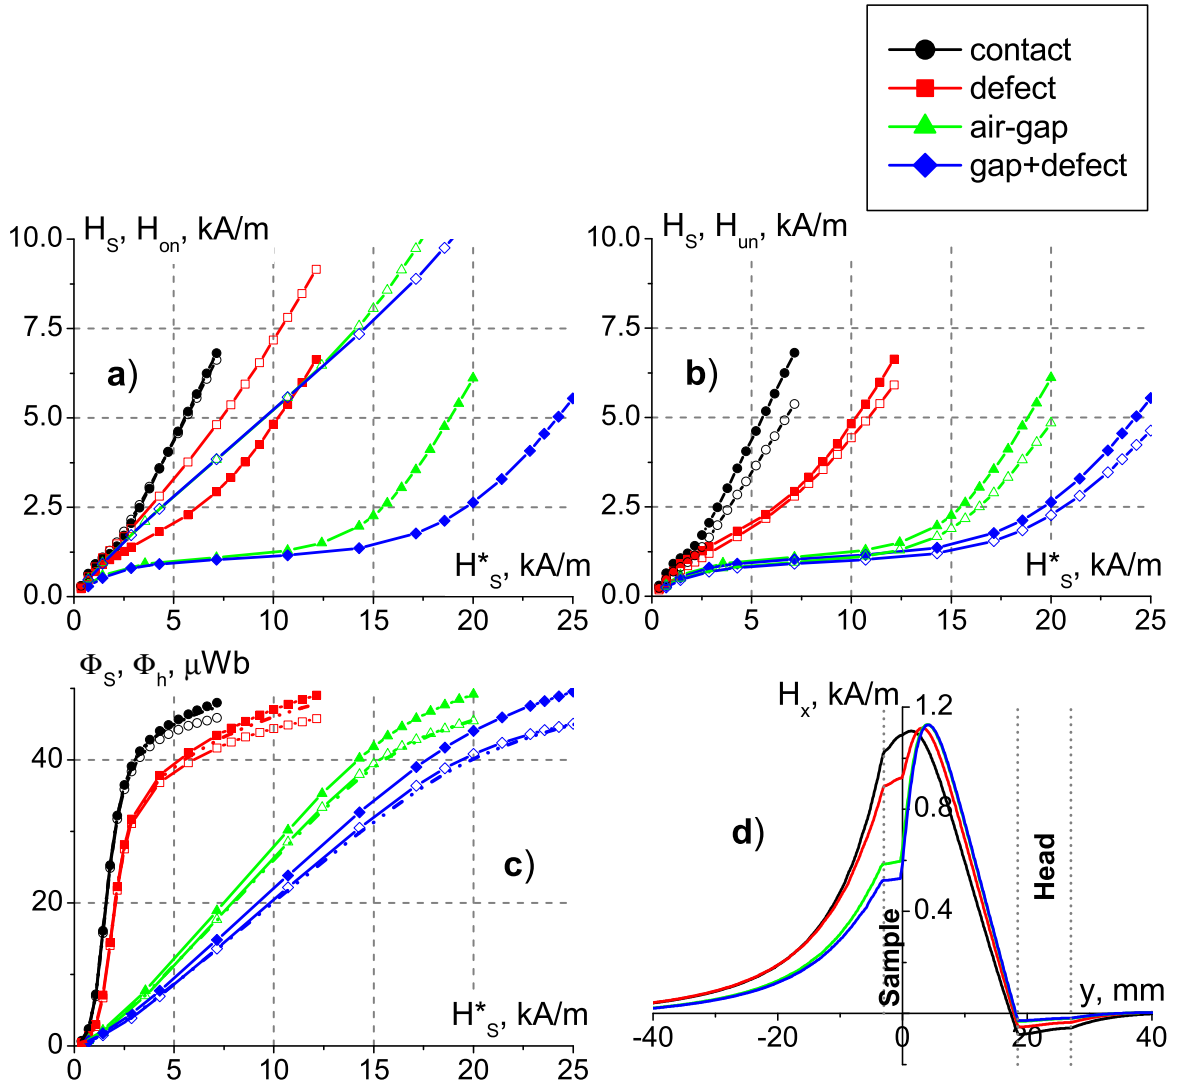 contact
defect
air-gap
gap+defect
H_S, H_on, kA/m
10.0
7.5
5.0
2.5
0.0
a)
H*_S, kA/m
0 5 10 15 20 25
H_S, H_un, kA/m
10.0
7.5
5.0
2.5
0.0
b)
H*_S, kA/m
0 5 10 15 20 25
Φ_S, Φ_h, μWb
40
20
0
c)
H*_S, kA/m
0 5 10 15 20 25
H_x, kA/m
1.2
0.8
0.4
d)
Sample
Head
y, mm
-40 -20 0 20 40